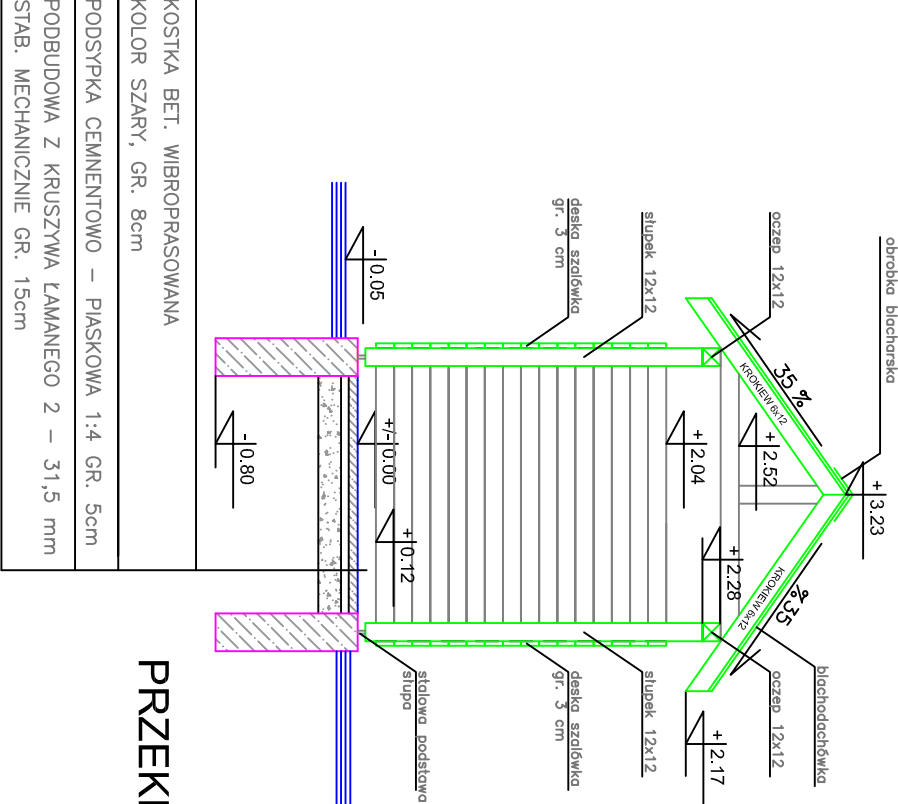 obróbka blacharska
oczep 12x12
słupek 12x12
deska szalówka
gr. 3 cm
35 %
KROKIEW 6x12
+3.23
+2.52
+2.04
+2.28
KROKIEW 6x12
%35
+2.17
-0.05
+/-0.00
+0.12
-0.80
blachodachówka
oczep 12x12
słupek 12x12
deska szalówka
gr. 3 cm
stalowa podstawa
słupa
KOSTKA BET. WIBROPRASOWANA
KOLOR SZARY, GR. 8cm
PODSYPKA CEMNENTOWO – PIASKOWA 1:4 GR. 5cm
PODBUDOWA Z KRUSZYWA ŁAMANEGO 2 – 31,5 mm
STAB. MECHANICZNIE GR. 15cm